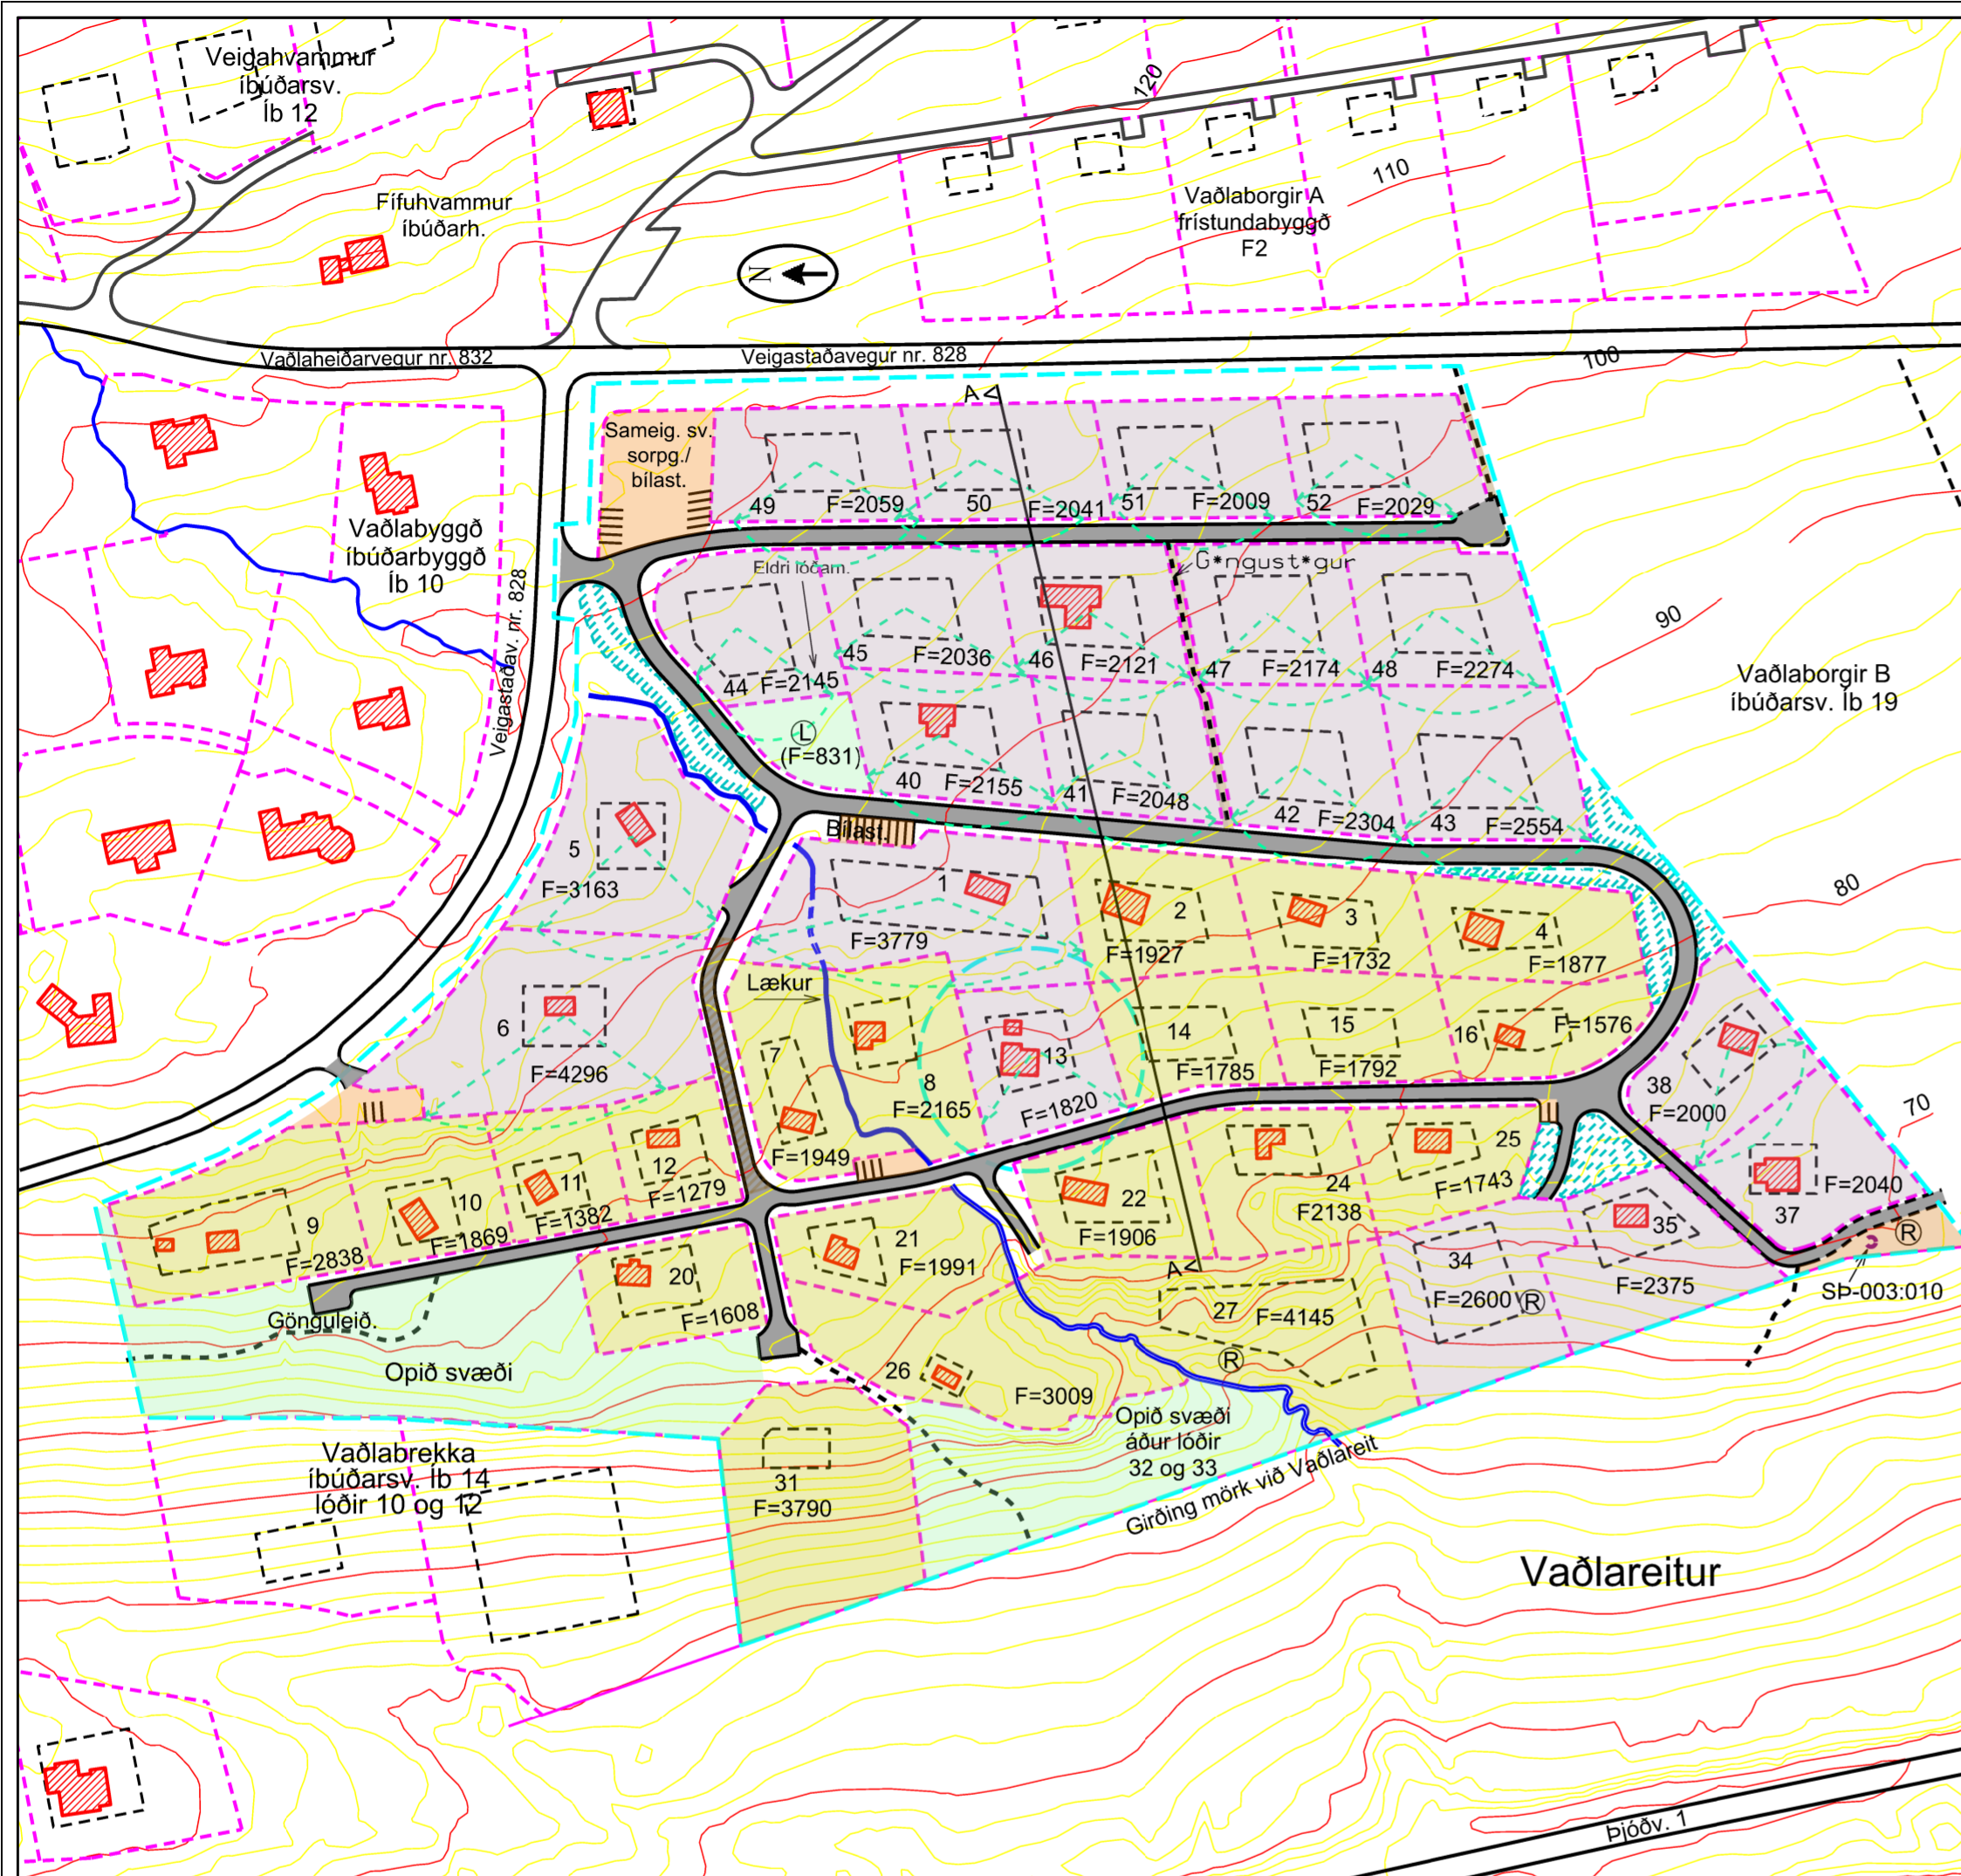 Veigahvammur
íbúðarsv.
Íb 12
120
110
Fífuhvammur
íbúðarh.
Vaðlaborgir A
frístundabyggð
F2
N
Vaðlaheiðarvegur nr. 832
Veigastaðavegur nr. 828
100
A
Sameig. sv.
sorpg./
bílast.
49
F=2059
50
F=2041
51
F=2009
52
F=2029
Vaðlabyggð
íbúðarbyggð
Íb 10
Veigastaðav. nr. 828
Eldri lóðam.
G*ngust*gur
90
44
F=2145
45
F=2036
46
F=2121
47
F=2174
48
F=2274
Vaðlaborgir B
íbúðarsv. Íb 19
L
(F=831)
40
F=2155
41
F=2048
42
F=2304
43
F=2554
Bílast.
5
F=3163
1
F=3779
2
F=1927
3
F=1732
4
F=1877
80
Lækur
6
F=4296
7
F=1949
8
F=2165
13
F=1820
14
F=1785
15
F=1792
16
F=1576
38
F=2000
70
9
F=2838
10
F=1869
11
F=1382
12
F=1279
22
F=1906
24
F2138
25
F=1743
37
F=2040
R
20
F=1608
21
F=1991
A
34
F=2600
R
35
F=2375
SÞ-003:010
Gönguleið.
Opið svæði
26
F=3009
27
F=4145
R
Opið svæði
áður lóðir
32 og 33
Girðing mörk við Vaðlareit
Vaðlabrekka
íbúðarsv. Íb 14
lóðir 10 og 12
31
F=3790
Vaðlareitur
Þjóðv. 1